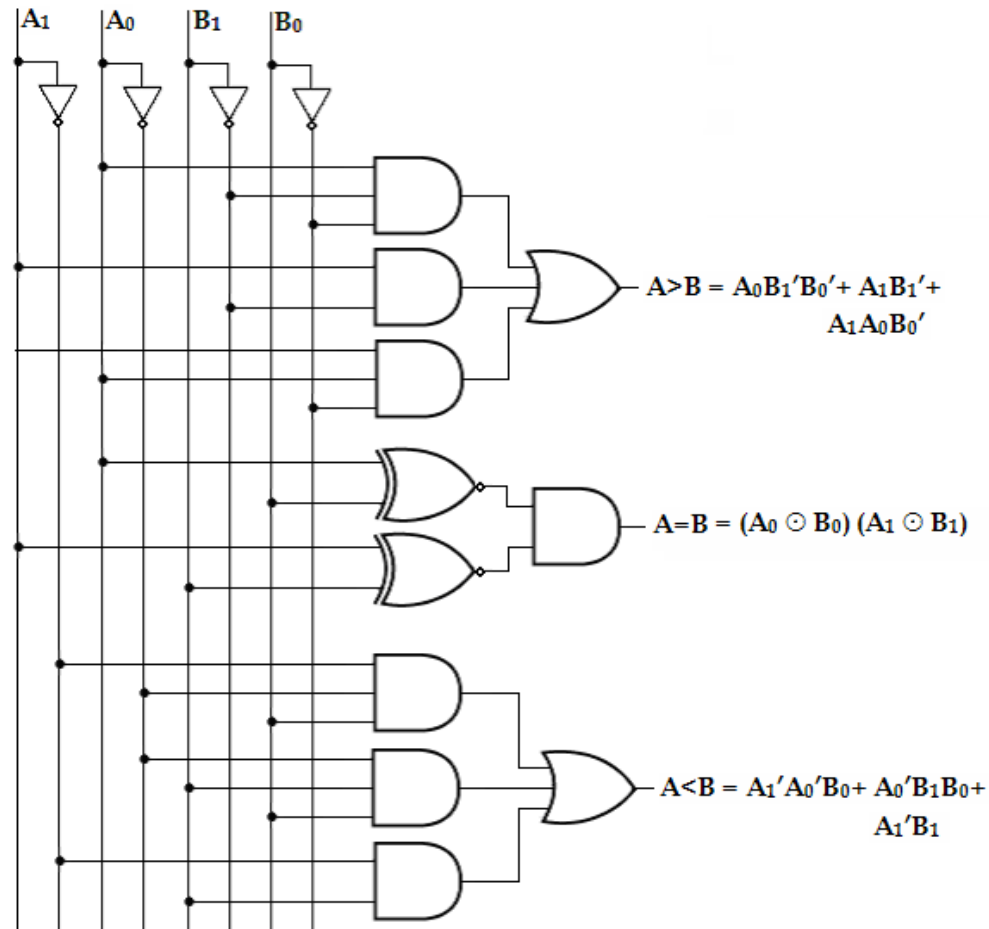 A₁ A₀ B₁ B₀
A>B = A₀B₁′B₀′+ A₁B₁′+
A₁A₀B₀′
A=B = (A₀ ⊙ B₀) (A₁ ⊙ B₁)
A<B = A₁′A₀′B₀+ A₀′B₁B₀+
A₁′B₁